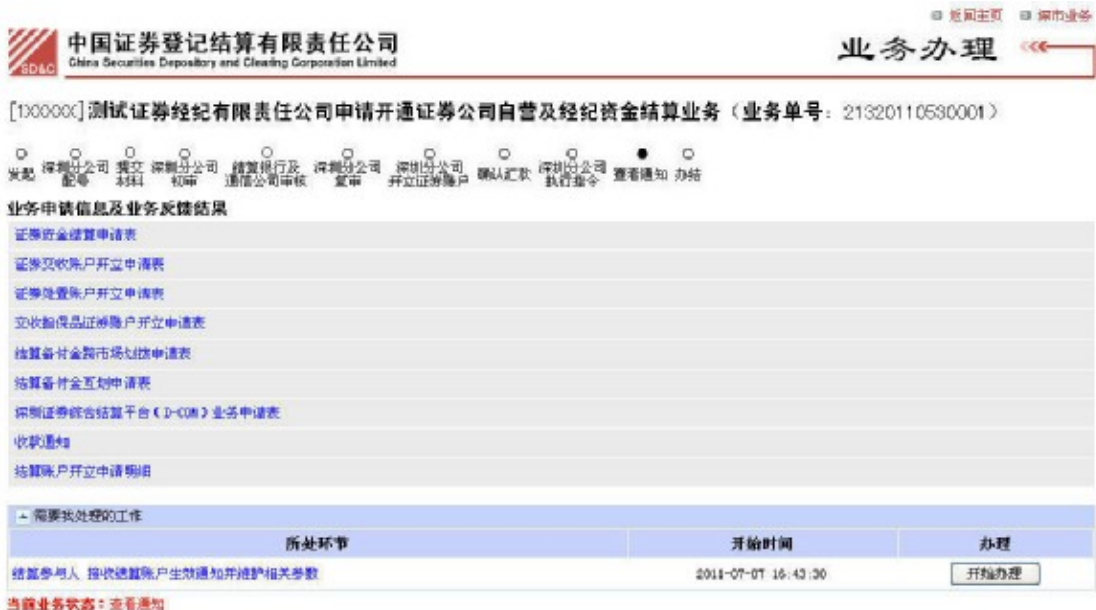 返回主页 深市业务
中国证券登记结算有限责任公司
China Securities Depository and Clearing Corporation Limited
SD&C
业务办理
[1XXXXX]测试证券经纪有限责任公司申请开通证券公司自营及经纪资金结算业务（业务单号：21320110530001）
发起 深圳分公司配号 提交材料 深圳分公司初审 结算银行及通信公司审核 深圳分公司复审 深圳分公司开立证券账户 确认汇款 深圳分公司执行指令 查看通知 办结
业务申请信息及业务反馈结果
证券资金结算申请表
证券交收账户开立申请表
证券处置账户开立申请表
交收担保品证券账户开立申请表
结算备付金跨市场划拨申请表
结算备付金互划申请表
深圳证券综合结算平台（D-COM）业务申请表
收款通知
结算账户开立申请明细
需要我处理的工作
所处环节 开始时间 办理
结算参与人 接收结算账户生效通知并维护相关参数 2011-07-07 16:43:30 开始办理
当前业务状态：查看通知